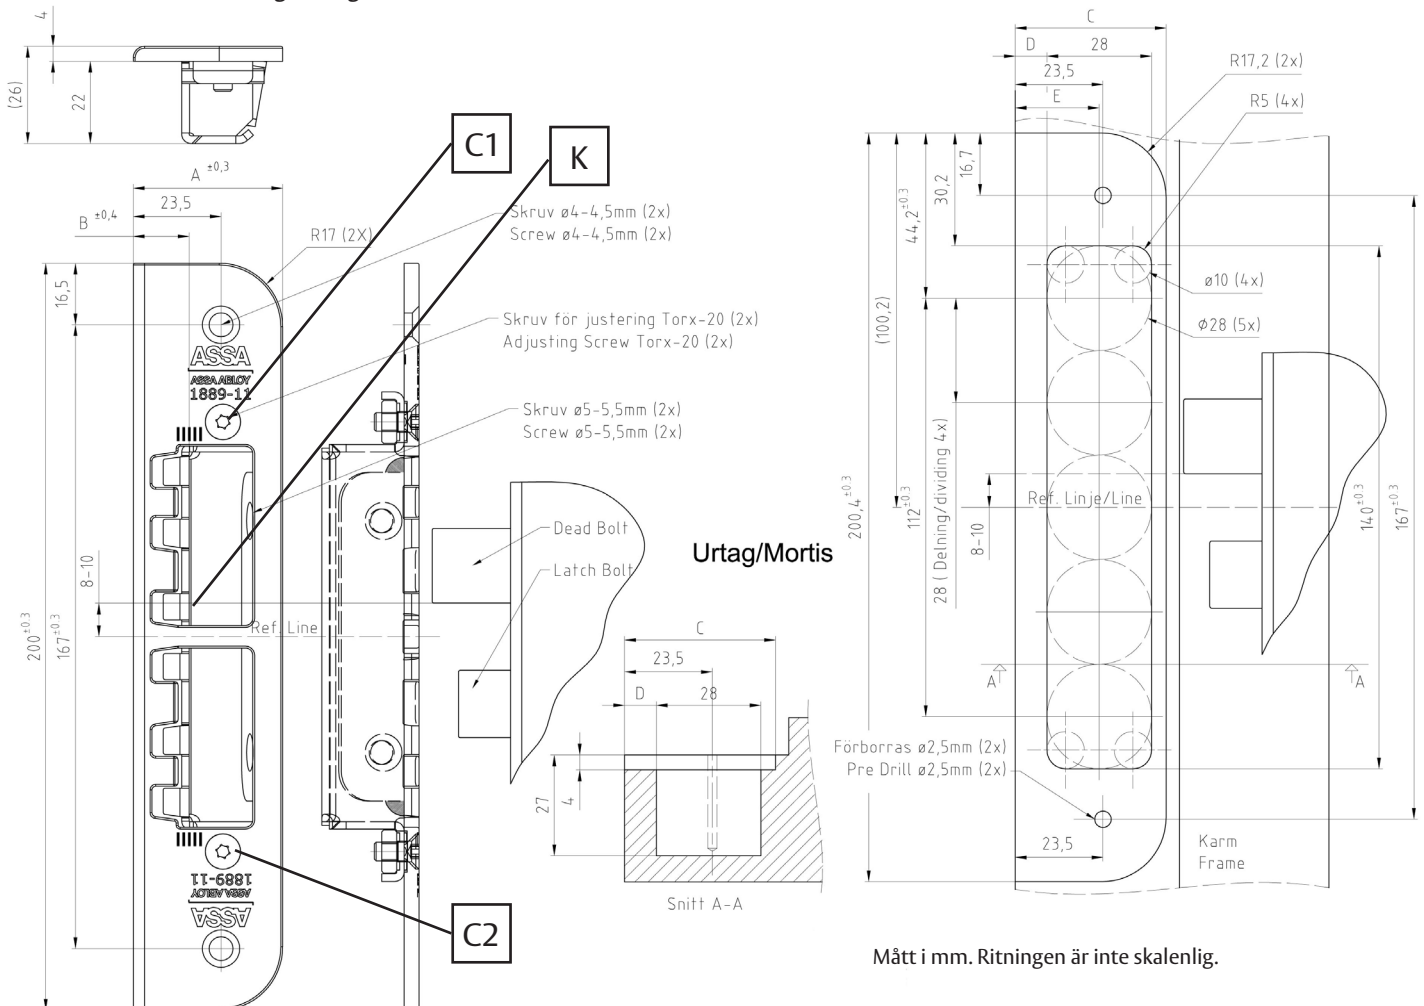 4
(26)
22
C1
K
A ±0,3
23,5
B ±0,4
R17 (2X)
16,5
Skruv ø4-4,5mm (2x)
Screw ø4-4,5mm (2x)
Skruv för justering Torx-20 (2x)
Adjusting Screw Torx-20 (2x)
Skruv ø5-5,5mm (2x)
Screw ø5-5,5mm (2x)
ASSA
ASSA ABLOY
1889-11
8-10
200±0.3
167±0.3
Ref. Line
Dead Bolt
Latch Bolt
1889-11
ASSA ABLOY
ASSA
C2
Urtag/Mortis
C
23,5
D
28
27
4
Snitt A-A
C
D
28
23,5
E
R17,2 (2x)
R5 (4x)
16,7
30,2
44,2±0.3
(100,2)
ø10 (4x)
Φ28 (5x)
200,4±0.3
112±0.3
28 ( Delning/dividing 4x)
8-10
Ref. Linje/Line
140±0.3
167±0.3
A
A
Förborras ø2,5mm (2x)
Pre Drill ø2,5mm (2x)
23,5
Karm
Frame
Mått i mm. Ritningen är inte skalenlig.